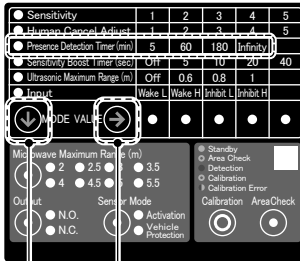 Sensitivity 1 2 3 4 5
Human Cancel Adjust 1 2 3 4 5
Presence Detection Timer (min) 5 60 180 Infinity
Sensitivity Boost Timer (sec) Off 5 10 20 40
Ultrasonic Maximum Range (m) Off 0.6 0.8 1
Input Wake L Wake H Inhibit L Inhibit H
MODE VALUE
Microwave Maximum Range (m)
2 2.5 3 3.5
4 4.5 5 5.5
Output Sensor Mode
N.O. Activation
N.C. Vehicle Protection
Standby
Area Check
Detection
Calibration
Calibration Error
Calibration AreaCheck